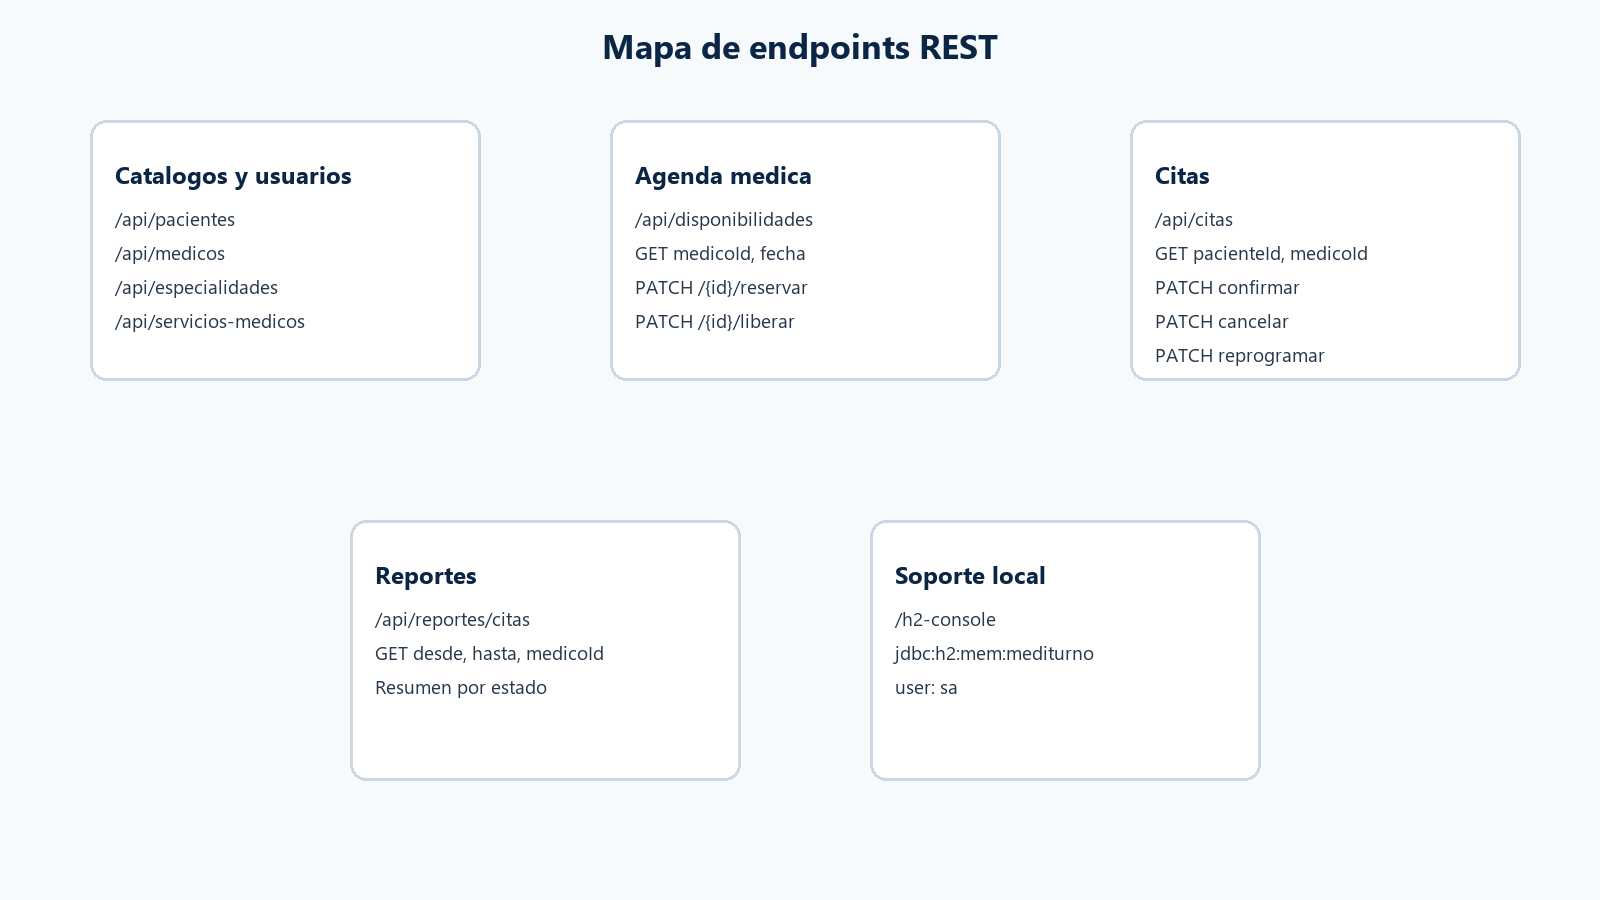 Mapa de endpoints REST
Catalogos y usuarios
/api/pacientes
/api/medicos
/api/especialidades
/api/servicios-medicos
Agenda medica
/api/disponibilidades
GET medicoId, fecha
PATCH /{id}/reservar
PATCH /{id}/liberar
Citas
/api/citas
GET pacienteId, medicoId
PATCH confirmar
PATCH cancelar
PATCH reprogramar
Reportes
/api/reportes/citas
GET desde, hasta, medicoId
Resumen por estado
Soporte local
/h2-console
jdbc:h2:mem:mediturno
user: sa